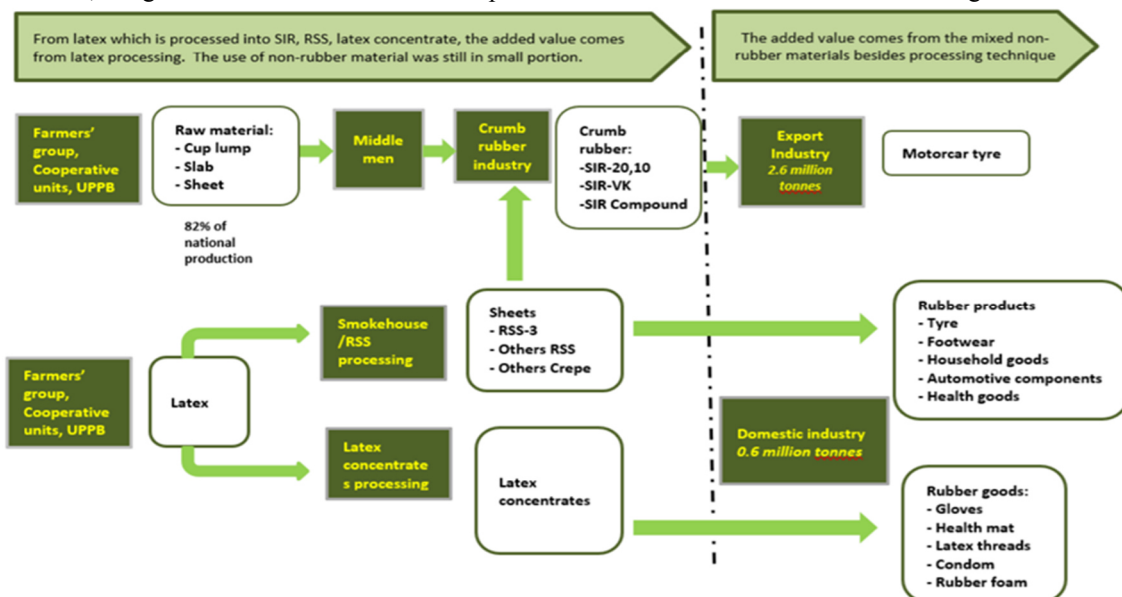 From latex which is processed into SIR, RSS, latex concentrate, the added value comes
from latex processing. The use of non-rubber material was still in small portion.
The added value comes from the mixed non-
rubber materials besides processing technique
Farmers'
group,
Cooperative
units, UPPB
Raw material:
- Cup lump
- Slab
- Sheet
82% of
national
production
Middle
men
Crumb
rubber
industry
Crumb
rubber:
-SIR-20,10
-SIR-VK
-SIR Compound
Export
Industry
2.6 million
tonnes
Motorcar tyre
Farmers'
group,
Cooperative
units, UPPB
Latex
Smokehouse
/RSS
processing
Sheets
- RSS-3
- Others RSS
- Others Crepe
Rubber products
- Tyre
- Footwear
- Household goods
- Automotive components
- Health goods
Latex
concentrate
s processing
Latex
concentrates
Domestic industry
0.6 million tonnes
Rubber goods:
- Gloves
- Health mat
- Latex threads
- Condom
- Rubber foam